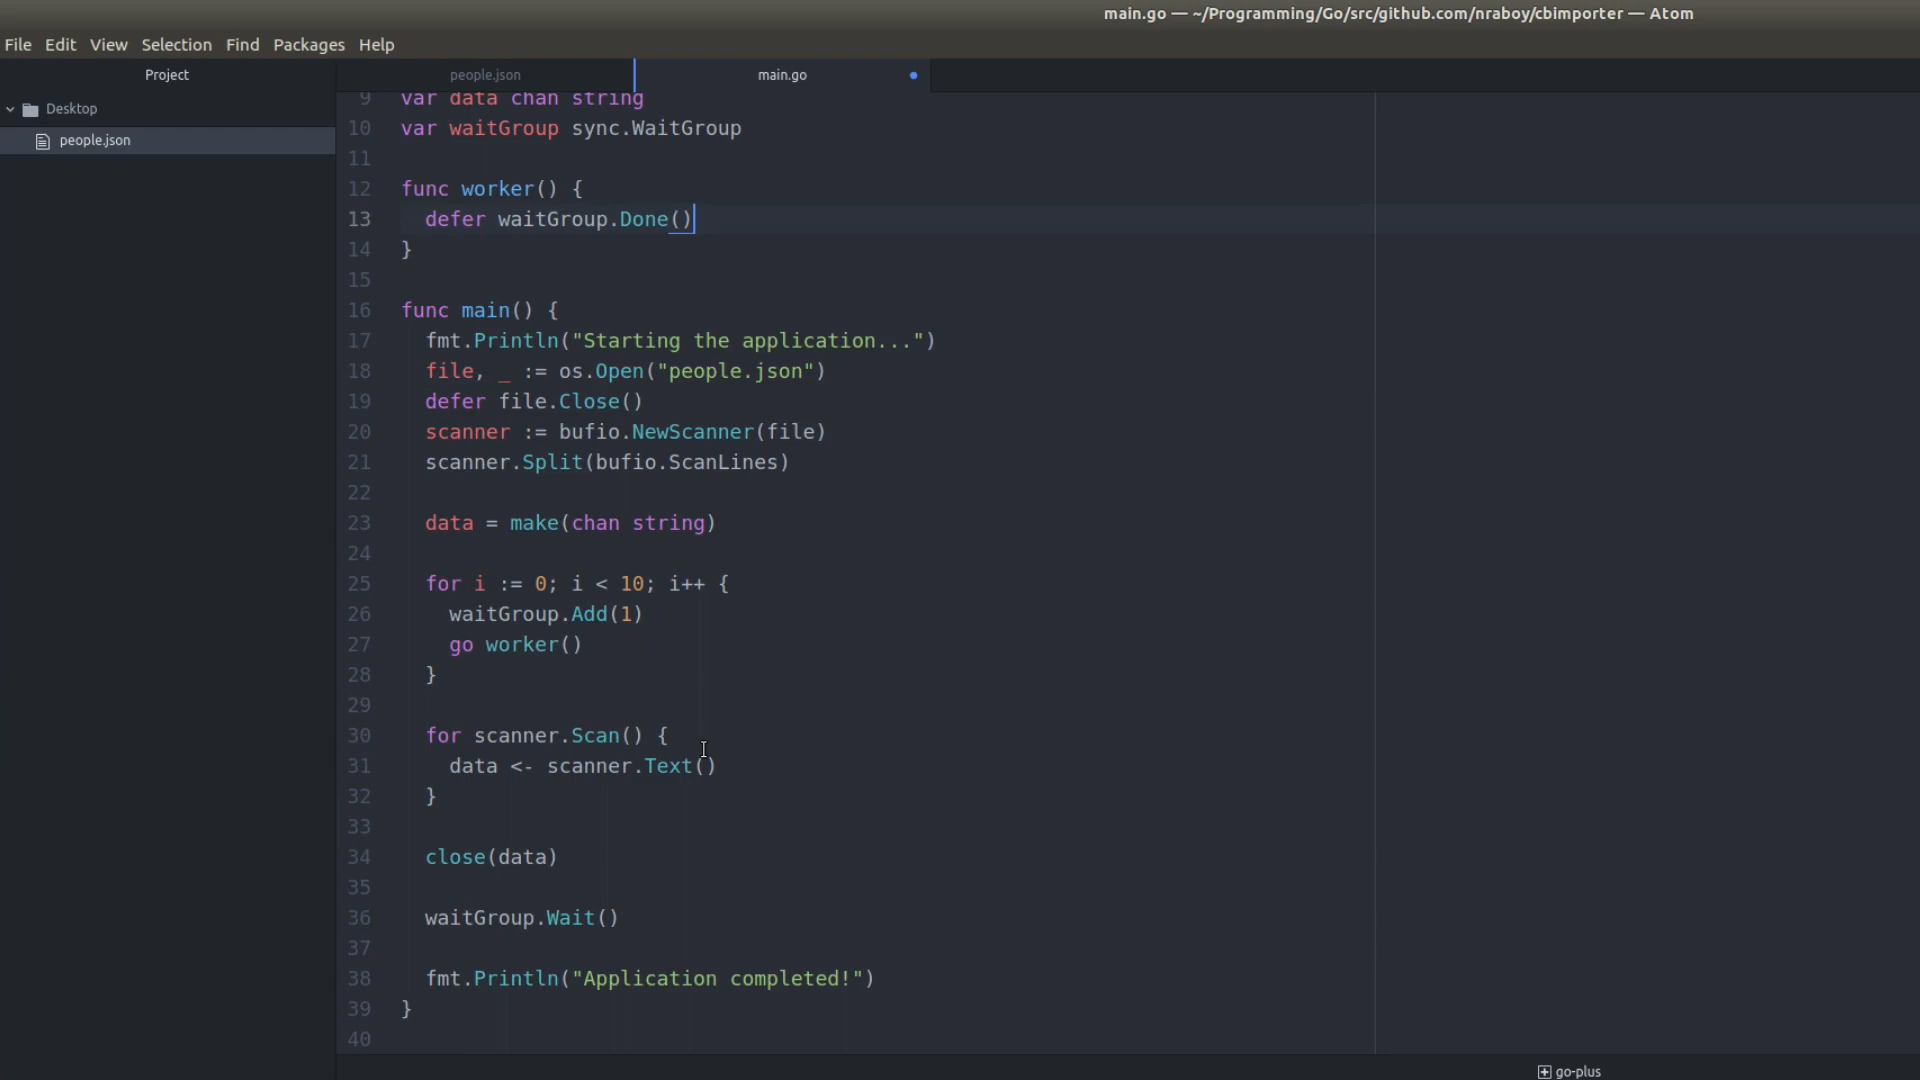 main.go — ~/Programming/Go/src/github.com/nraboy/cbimporter — Atom
File Edit View Selection Find Packages Help
Project
people.json
main.go
Desktop
people.json
9 var data chan string
10 var waitGroup sync.WaitGroup
11
12 func worker() {
13 defer waitGroup.Done()
14 }
15
16 func main() {
17 fmt.Println("Starting the application...")
18 file, _ := os.Open("people.json")
19 defer file.Close()
20 scanner := bufio.NewScanner(file)
21 scanner.Split(bufio.ScanLines)
22
23 data = make(chan string)
24
25 for i := 0; i < 10; i++ {
26 waitGroup.Add(1)
27 go worker()
28 }
29
30 for scanner.Scan() {
31 data <- scanner.Text()
32 }
33
34 close(data)
35
36 waitGroup.Wait()
37
38 fmt.Println("Application completed!")
39 }
40
go-plus